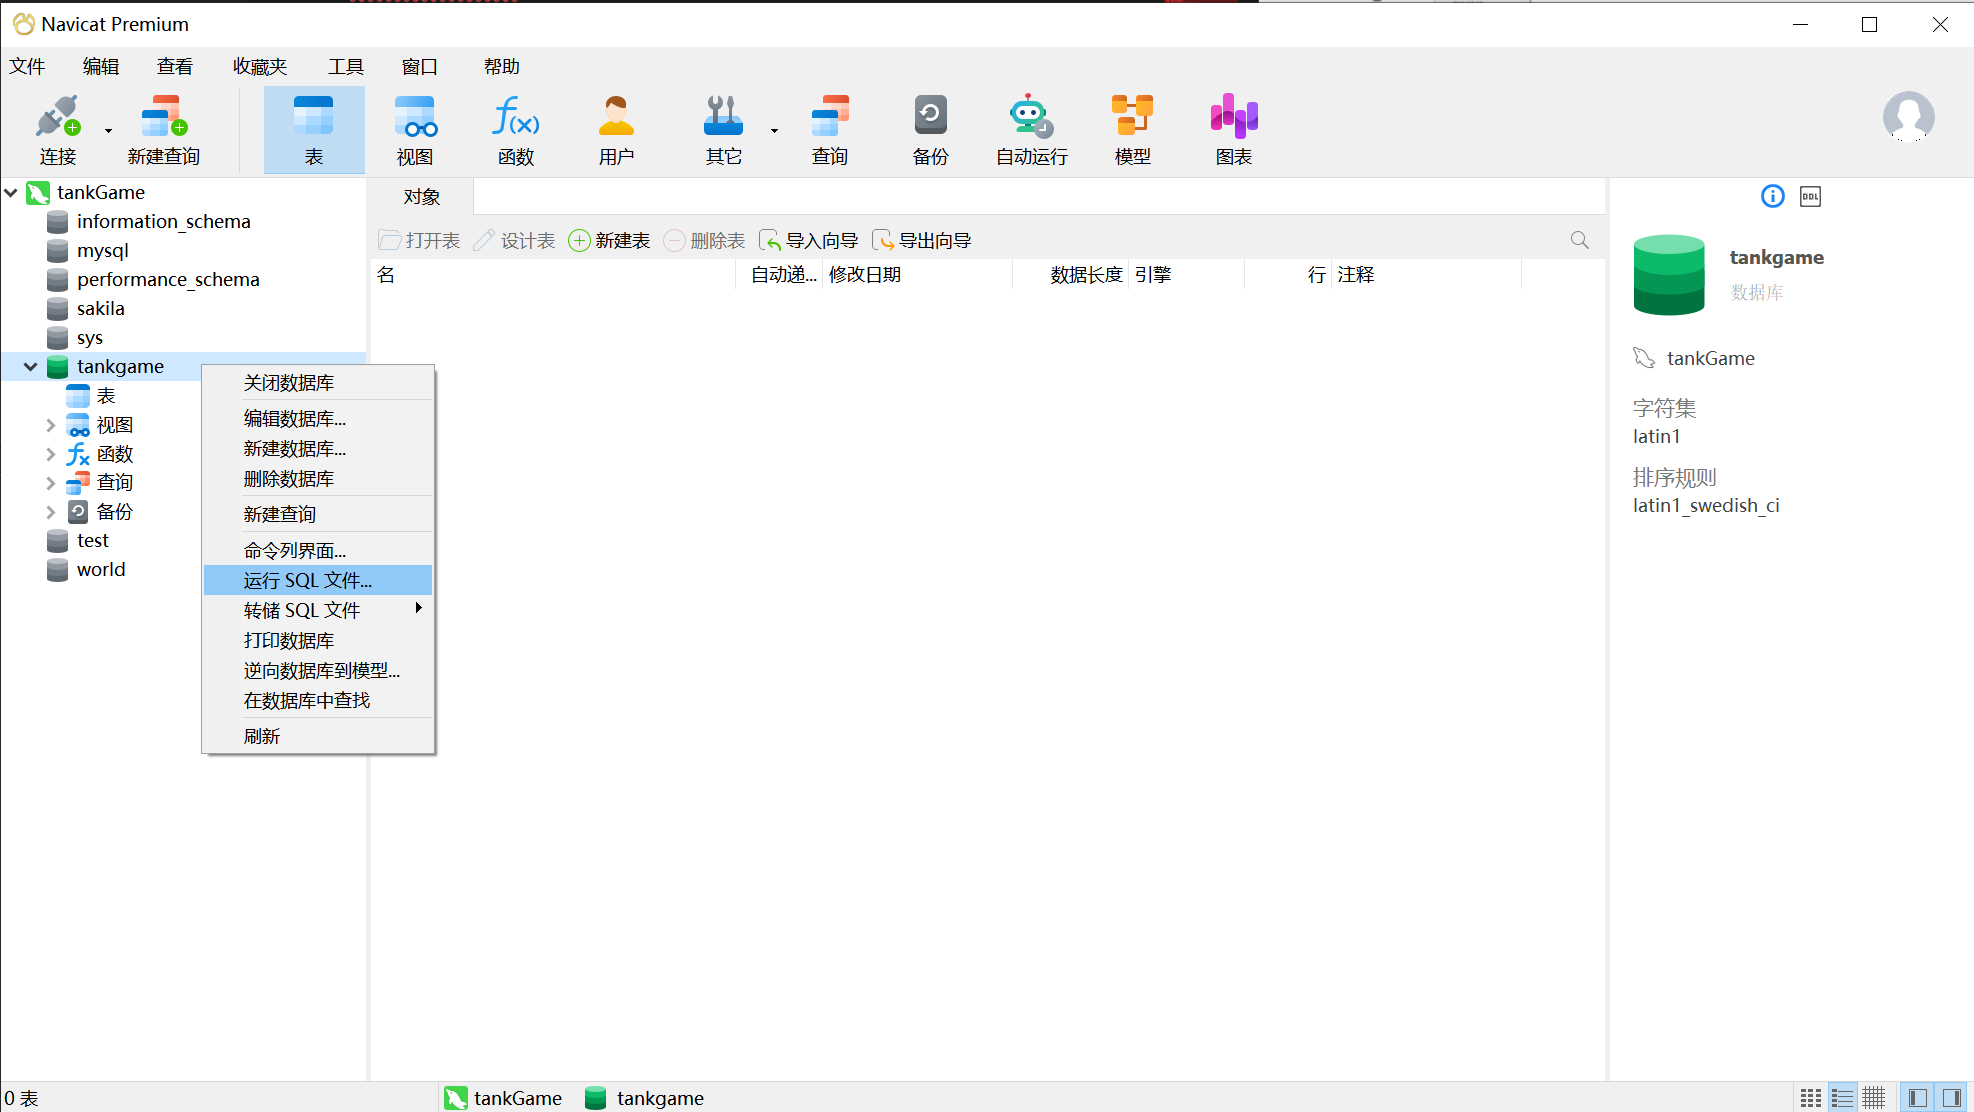 Navicat Premium
文件 编辑 查看 收藏夹 工具 窗口 帮助
连接 新建查询 表 视图 函数 用户 其它 查询 备份 自动运行 模型 图表
tankGame
information_schema
mysql
performance_schema
sakila
sys
tankgame
表
视图
函数
查询
备份
test
world
关闭数据库
编辑数据库...
新建数据库...
删除数据库
新建查询
命令列界面...
运行 SQL 文件...
转储 SQL 文件
打印数据库
逆向数据库到模型...
在数据库中查找
刷新
对象
打开表 设计表 新建表 删除表 导入向导 导出向导
名 自动递... 修改日期 数据长度 引擎 行 注释
DDL
tankgame
数据库
tankGame
字符集
latin1
排序规则
latin1_swedish_ci
0 表 tankGame tankgame